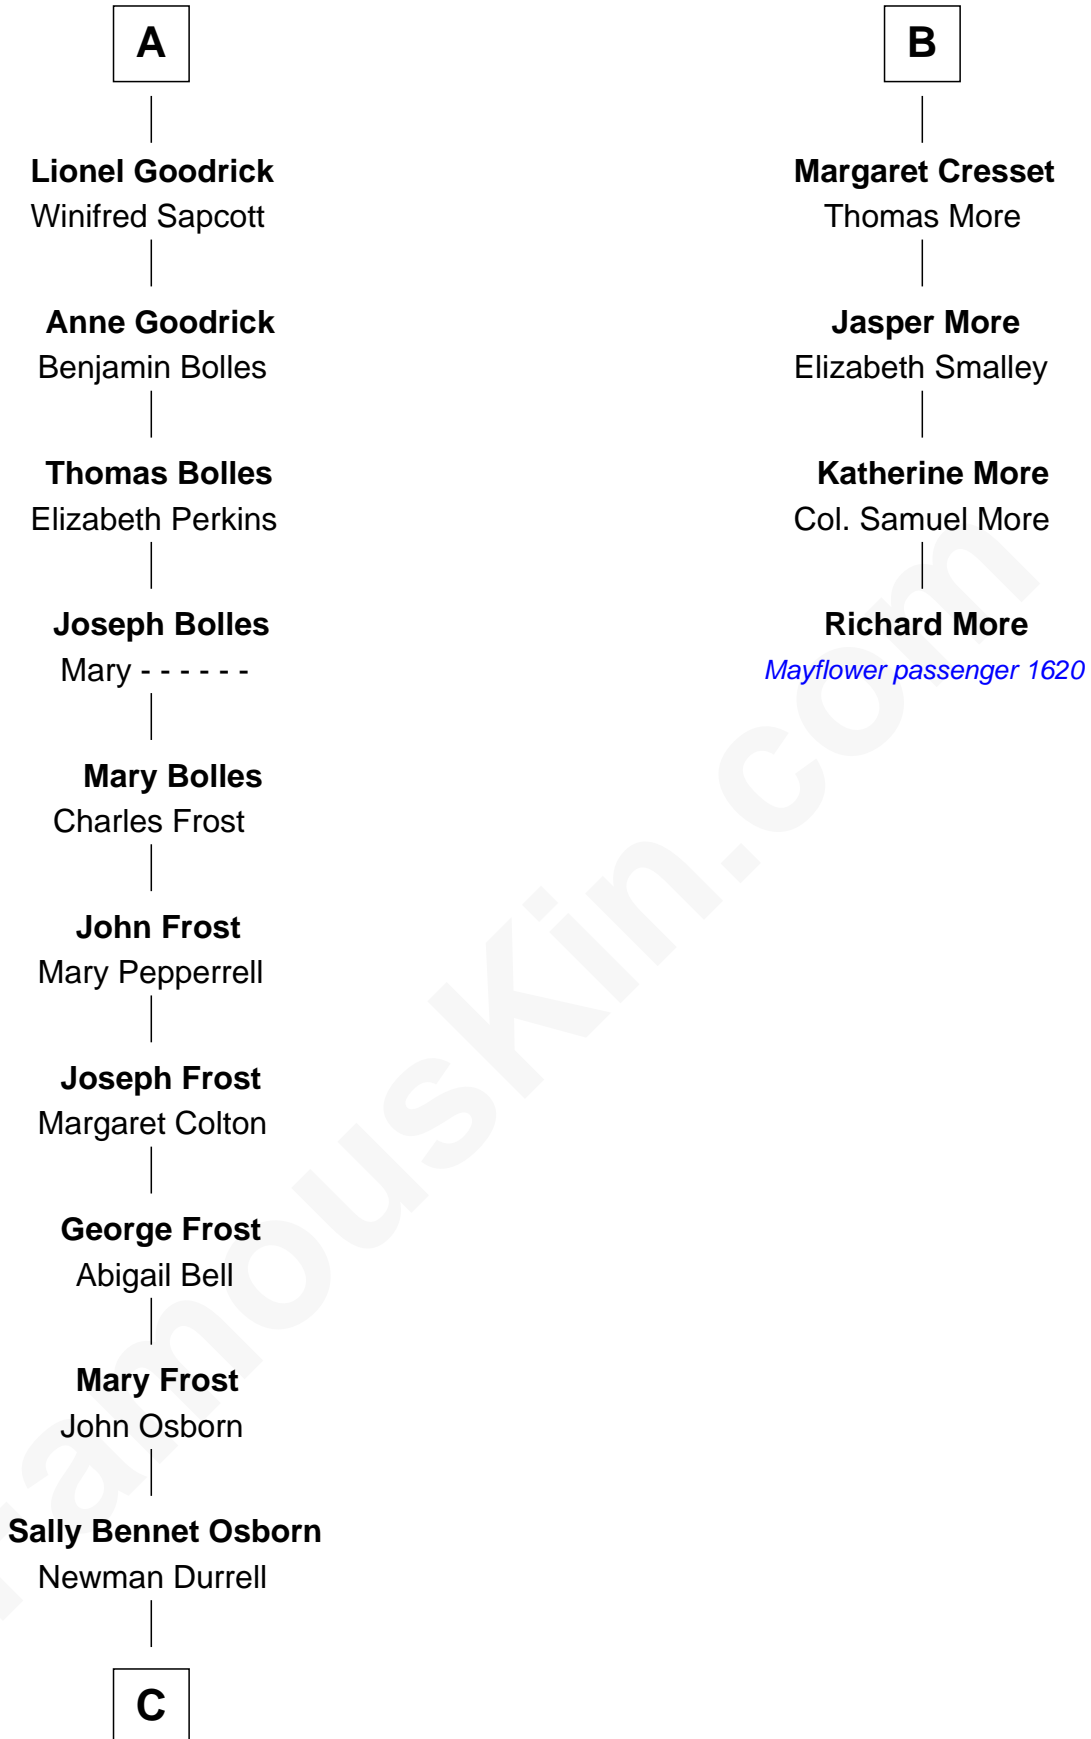 A
Lionel Goodrick
Winifred Sapcott
Anne Goodrick
Benjamin Bolles
Thomas Bolles
Elizabeth Perkins
Joseph Bolles
Mary - - - - - -
Mary Bolles
Charles Frost
John Frost
Mary Pepperrell
Joseph Frost
Margaret Colton
George Frost
Abigail Bell
Mary Frost
John Osborn
Sally Bennet Osborn
Newman Durrell
C
B
Margaret Cresset
Thomas More
Jasper More
Elizabeth Smalley
Katherine More
Col. Samuel More
Richard More
Mayflower passenger 1620
FamousKin.com